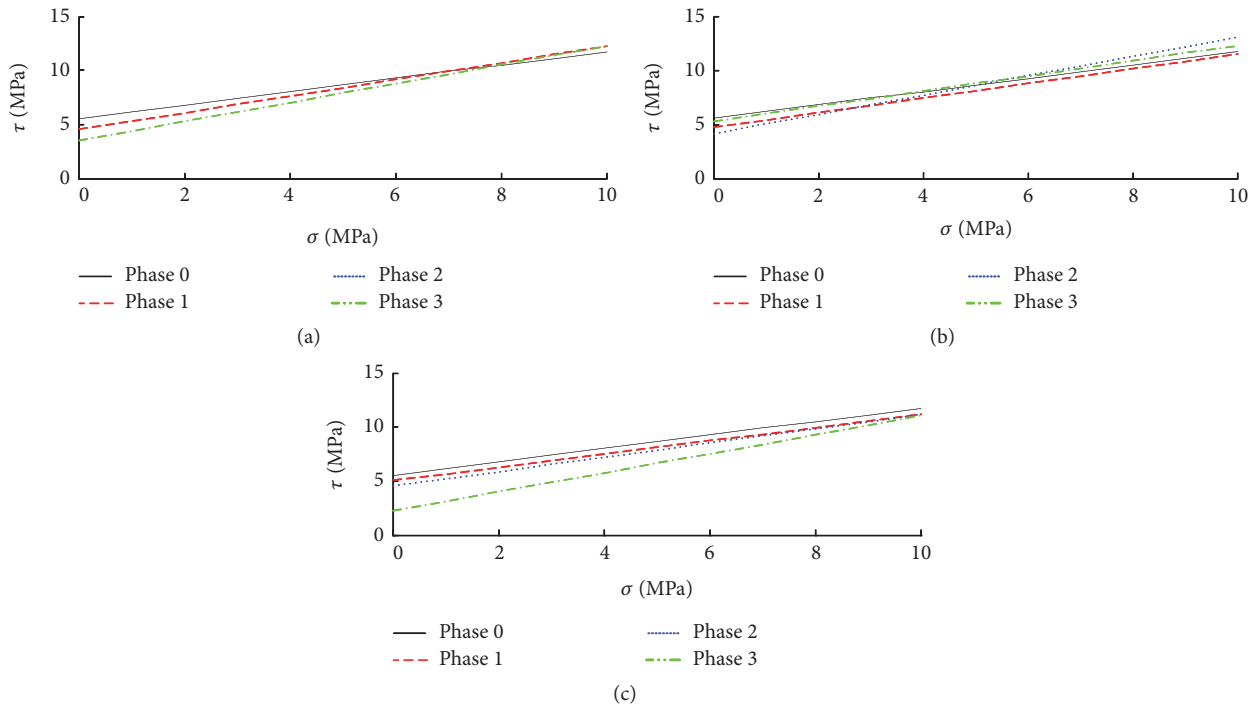 15
10
5
0
τ (MPa)
0 2 4 6 8 10
σ (MPa)
Phase 0 Phase 2
Phase 1 Phase 3
(a)
15
10
5
0
τ (MPa)
0 2 4 6 8 10
σ (MPa)
Phase 0 Phase 2
Phase 1 Phase 3
(b)
15
10
5
0
τ (MPa)
0 2 4 6 8 10
σ (MPa)
Phase 0 Phase 2
Phase 1 Phase 3
(c)